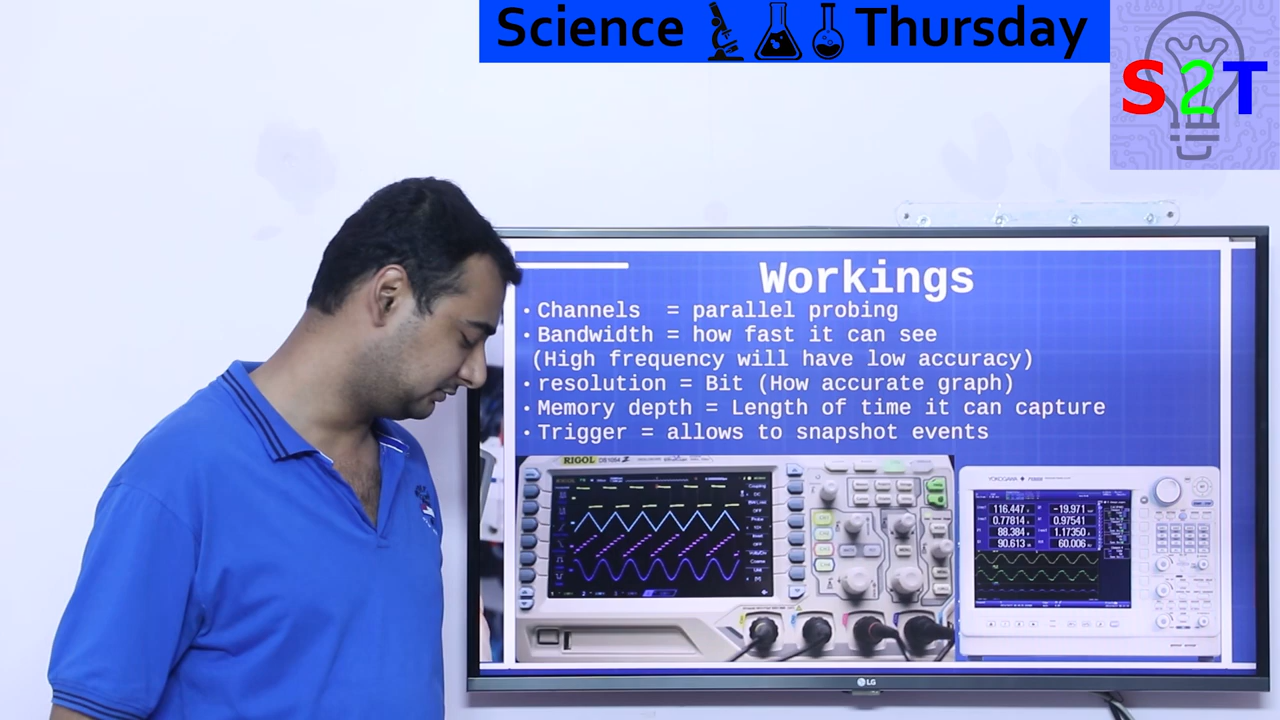 Science Thursday
S2T
Workings
• Channels = parallel probing
• Bandwidth = how fast it can see
(High frequency will have low accuracy)
• resolution = Bit (How accurate graph)
• Memory depth = Length of time it can capture
• Trigger = allows to snapshot events
RIGOL
YOKOGAWA
116.447
-19.971
0.77814
0.97541
88.384
1.17350
90.613
60.006
LG